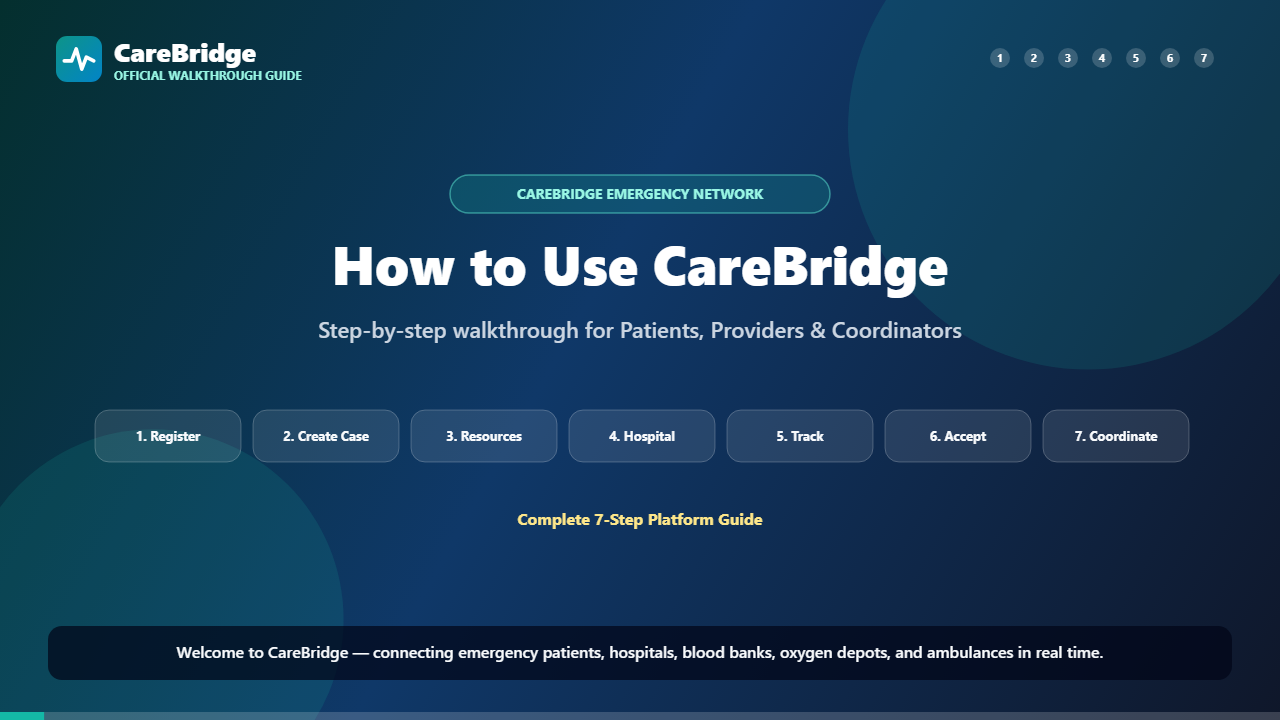 CareBridge
OFFICIAL WALKTHROUGH GUIDE
1 2 3 4 5 6 7
CAREBRIDGE EMERGENCY NETWORK
How to Use CareBridge
Step-by-step walkthrough for Patients, Providers & Coordinators
1. Register 2. Create Case 3. Resources 4. Hospital 5. Track 6. Accept 7. Coordinate
Complete 7-Step Platform Guide
Welcome to CareBridge — connecting emergency patients, hospitals, blood banks, oxygen depots, and ambulances in real time.